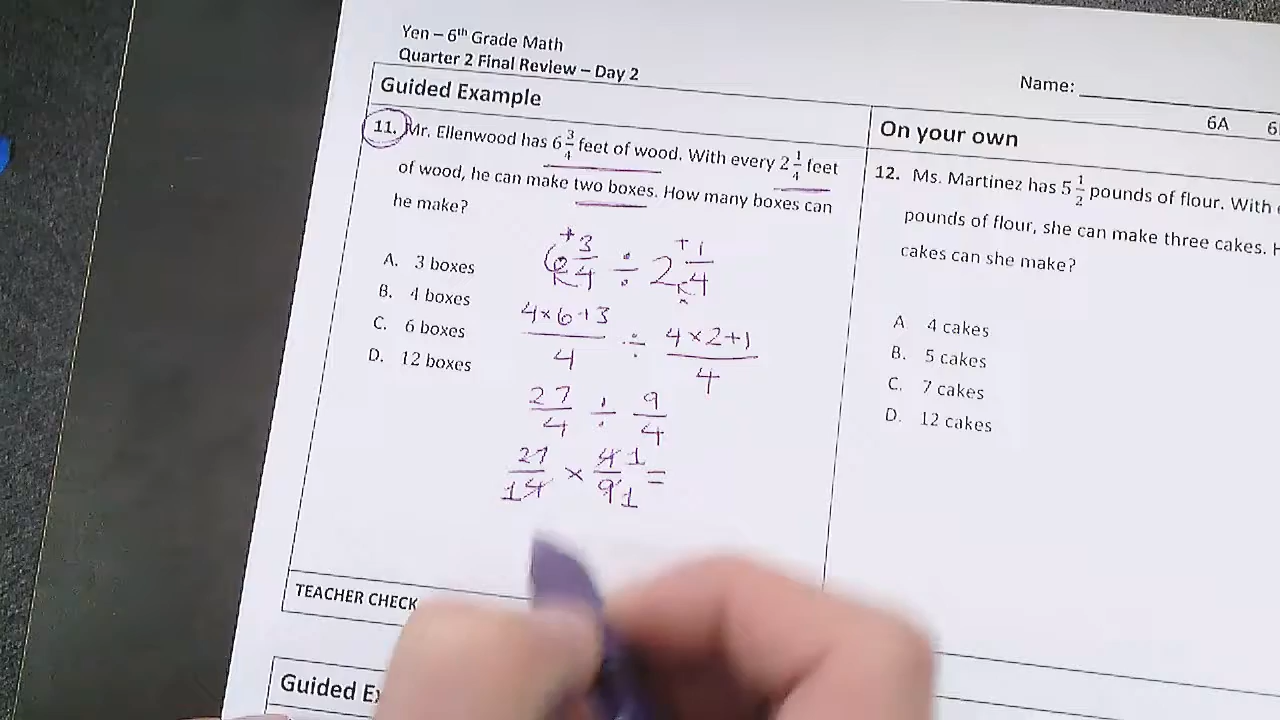 Yen – 6th Grade Math
Quarter 2 Final Review – Day 2
Name:
6A 6
Guided Example
On your own
11. Mr. Ellenwood has 6 3/4 feet of wood. With every 2 1/4 feet
of wood, he can make two boxes. How many boxes can
he make?
A. 3 boxes
B. 4 boxes
C. 6 boxes
D. 12 boxes
6 + 3/4 ÷ 2 + 1/4
4×6+3/4 ÷ 4×2+1/4
27/4 ÷ 9/4
27/4 1 × 4/9 1 1 =
12. Ms. Martinez has 5 1/2 pounds of flour. With
pounds of flour, she can make three cakes.
cakes can she make?
A 4 cakes
B. 5 cakes
C. 7 cakes
D. 12 cakes
TEACHER CHECK
Guided